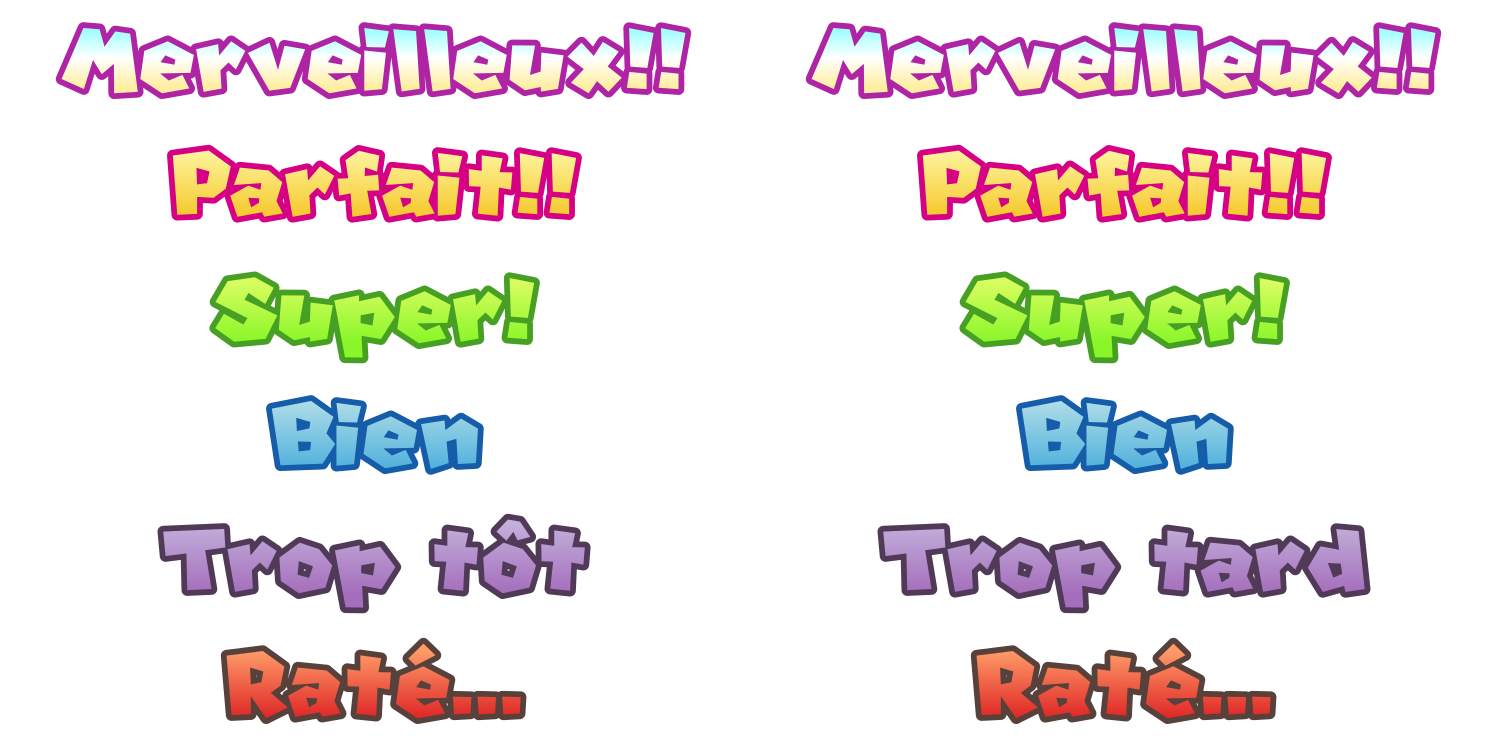 Merveilleux!! Merveilleux!!
Parfait!! Parfait!!
Super! Super!
Bien Bien
Trop tôt Trop tard
Raté... Raté...